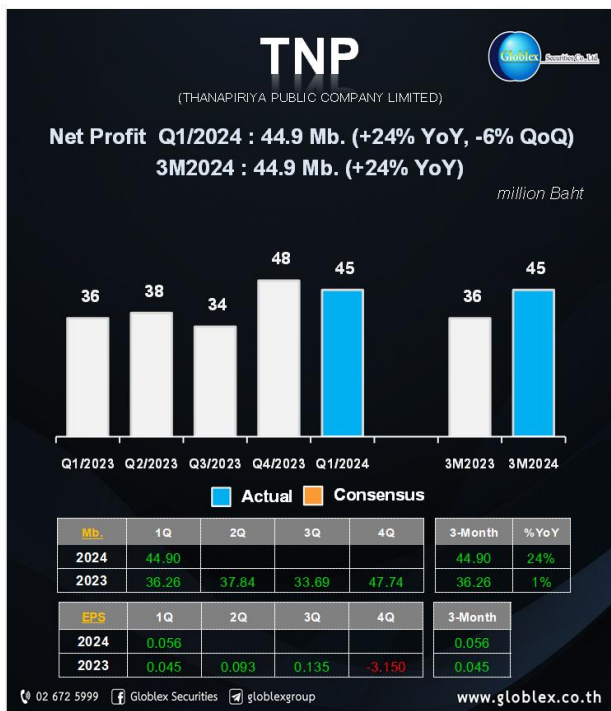 TNP
Globlex Securities Co.,Ltd.
(THANAPIRIYA PUBLIC COMPANY LIMITED)
Net Profit Q1/2024 : 44.9 Mb. (+24% YoY, -6% QoQ)
3M2024 : 44.9 Mb. (+24% YoY)
million Baht
36 38 34 48 45 36 45
Q1/2023 Q2/2023 Q3/2023 Q4/2023 Q1/2024 3M2023 3M2024
Actual Consensus
Mb. 1Q 2Q 3Q 4Q 3-Month %YoY
2024 44.90 44.90 24%
2023 36.26 37.84 33.69 47.74 36.26 1%
EPS 1Q 2Q 3Q 4Q 3-Month
2024 0.056 0.056
2023 0.045 0.093 0.135 -3.150 0.045
02 672 5999 Globlex Securities globlexgroup www.globlex.co.th